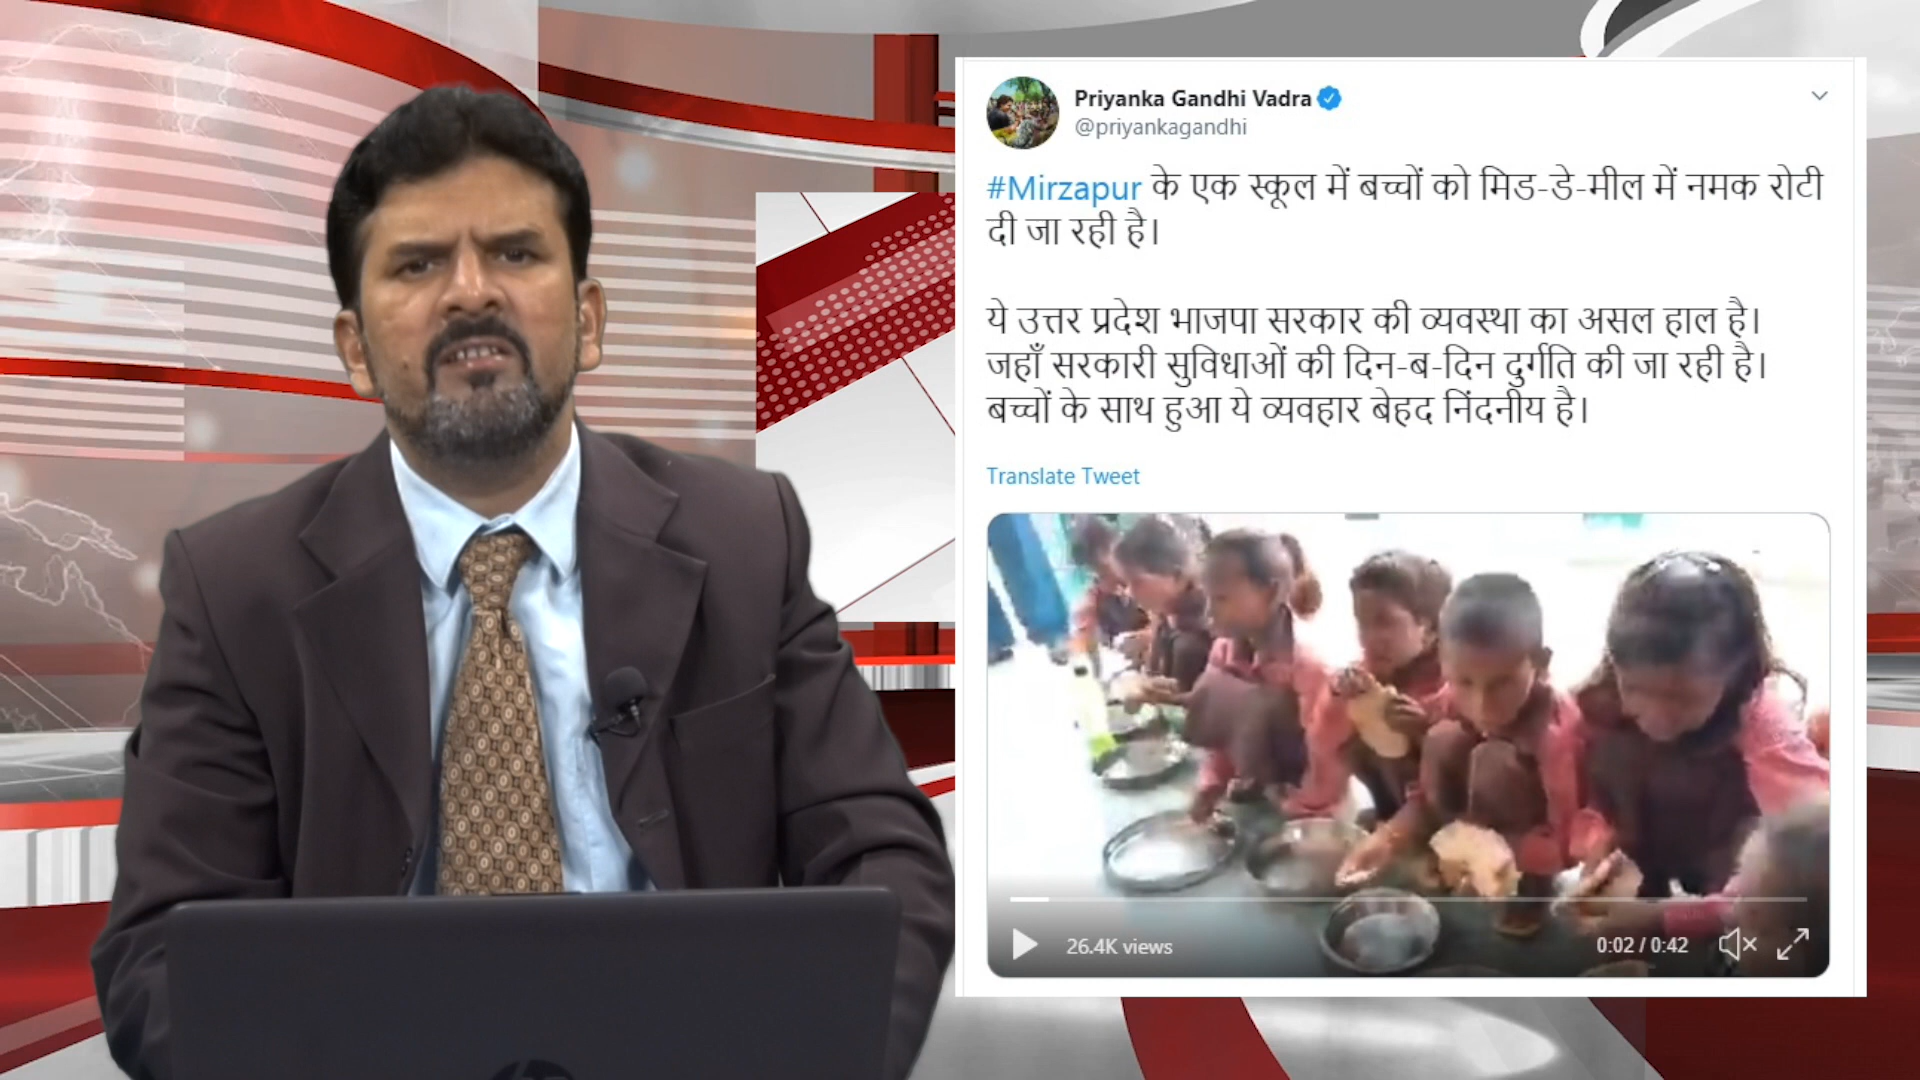 Priyanka Gandhi Vadra
@priyankagandhi
#Mirzapur के एक स्कूल में बच्चों को मिड-डे-मील में नमक रोटी
दी जा रही है।
ये उत्तर प्रदेश भाजपा सरकार की व्यवस्था का असल हाल है।
जहाँ सरकारी सुविधाओं की दिन-ब-दिन दुर्गति की जा रही है।
बच्चों के साथ हुआ ये व्यवहार बेहद निंदनीय है।
Translate Tweet
26.4K views
0:02 / 0:42